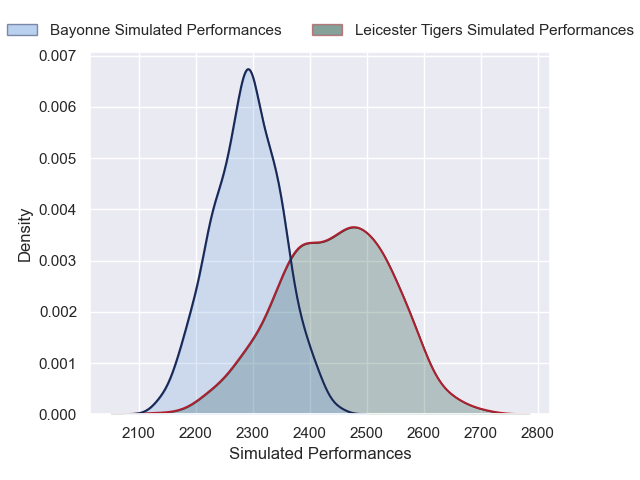 Bayonne Simulated Performances
Leicester Tigers Simulated Performances
0.007
0.006
0.005
0.004
0.003
0.002
0.001
0.000
Density
2100 2200 2300 2400 2500 2600 2700 2800
Simulated Performances